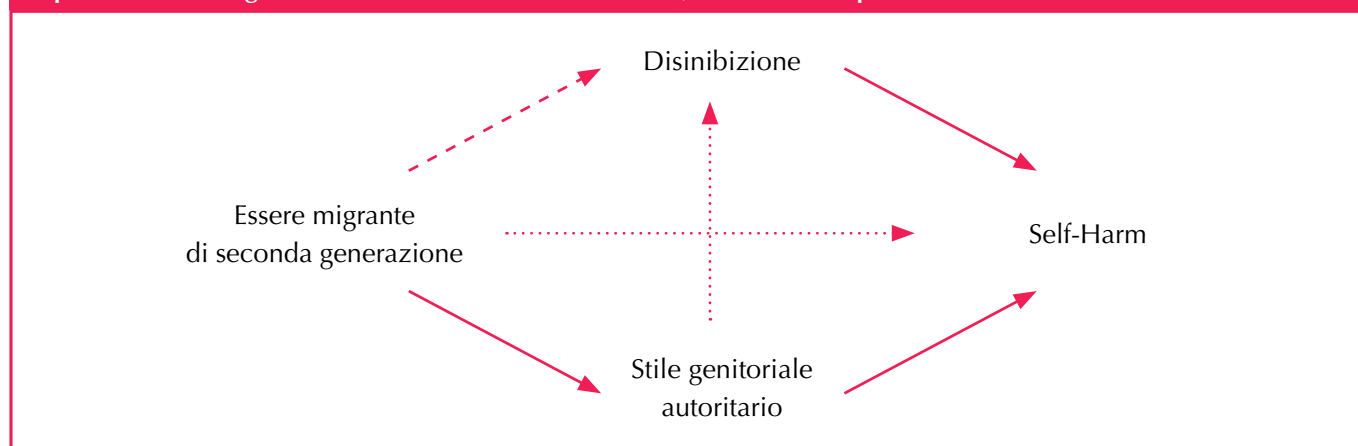 Disinibizione
Essere migrante
di seconda generazione
Self-Harm
Stile genitoriale
autoritario